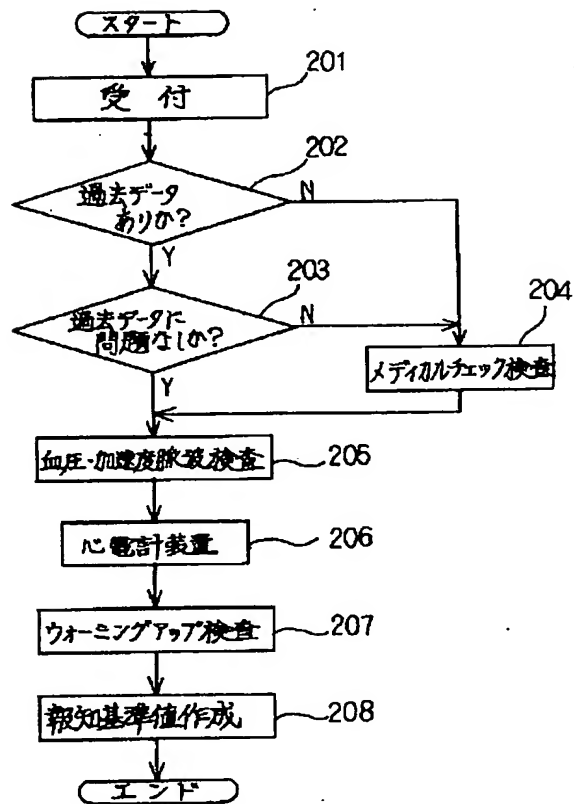 スタート
受付
201
過去データ
ありか?
202
N
Y
過去データに
問題なしか?
203
N
Y
204
メディカルチェック検査
血圧・加速度脈波検査
205
心電計装置
206
ウォーミングアップ検査
207
報知基準値作成
208
エンド